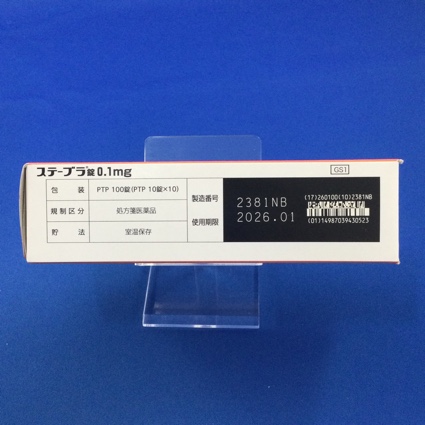 ステーブラ錠0.1mg
GS1
包装 PTP 100錠(PTP 10錠×10)
規制区分 処方箋医薬品
貯法 室温保存
製造番号 2381NB
使用期限 2026.01
(17)260100(10)2381NB
(01)14987039430523